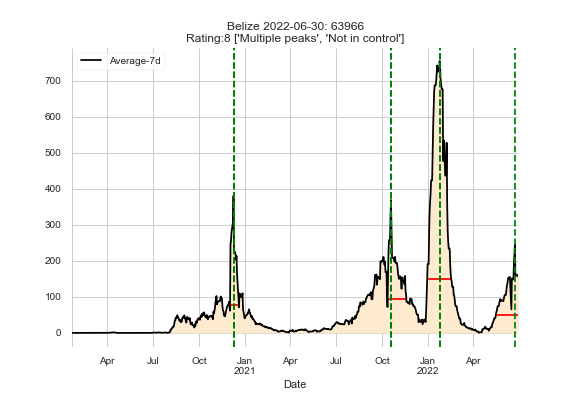 Belize 2022-06-30: 63966
Rating:8 ['Multiple peaks', 'Not in control']
Average-7d
700
600
500
400
300
200
100
0
Apr Jul Oct Jan Apr Jul Oct Jan Apr
2021 2022
Date